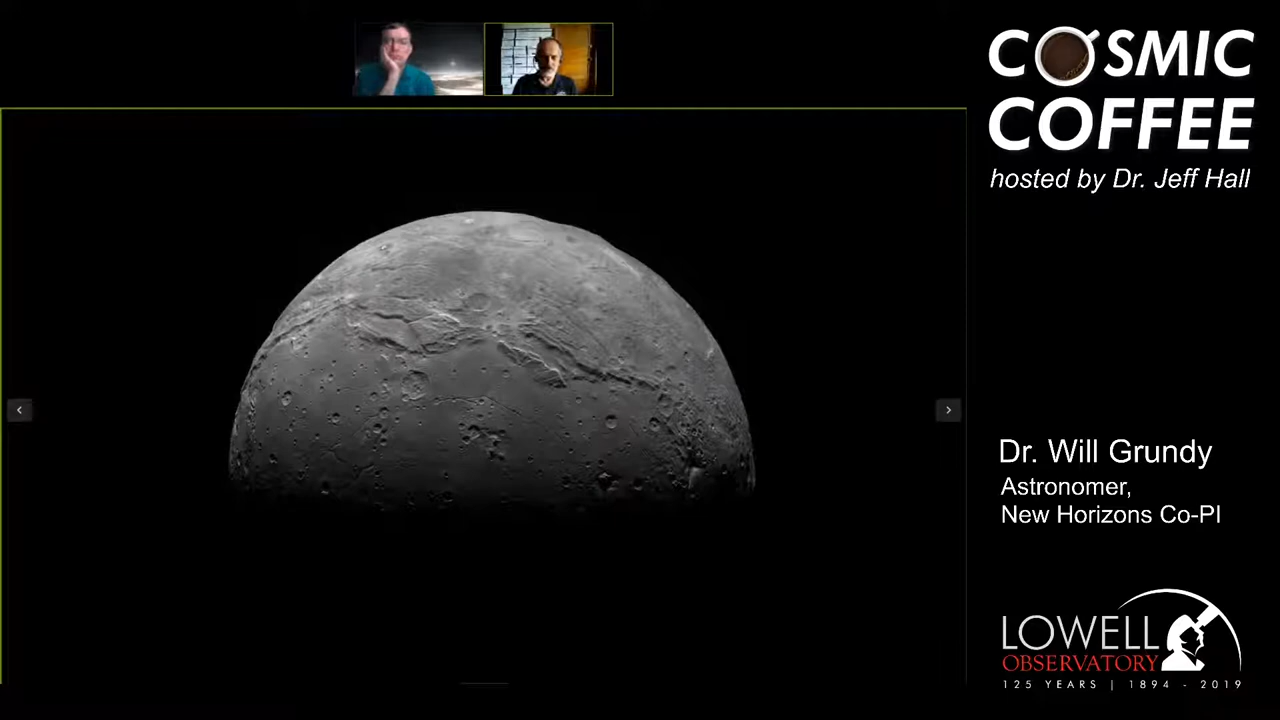 COSMIC
COFFEE
hosted by Dr. Jeff Hall
Dr. Will Grundy
Astronomer,
New Horizons Co-PI
LOWELL
OBSERVATORY
125 YEARS | 1894 - 2019